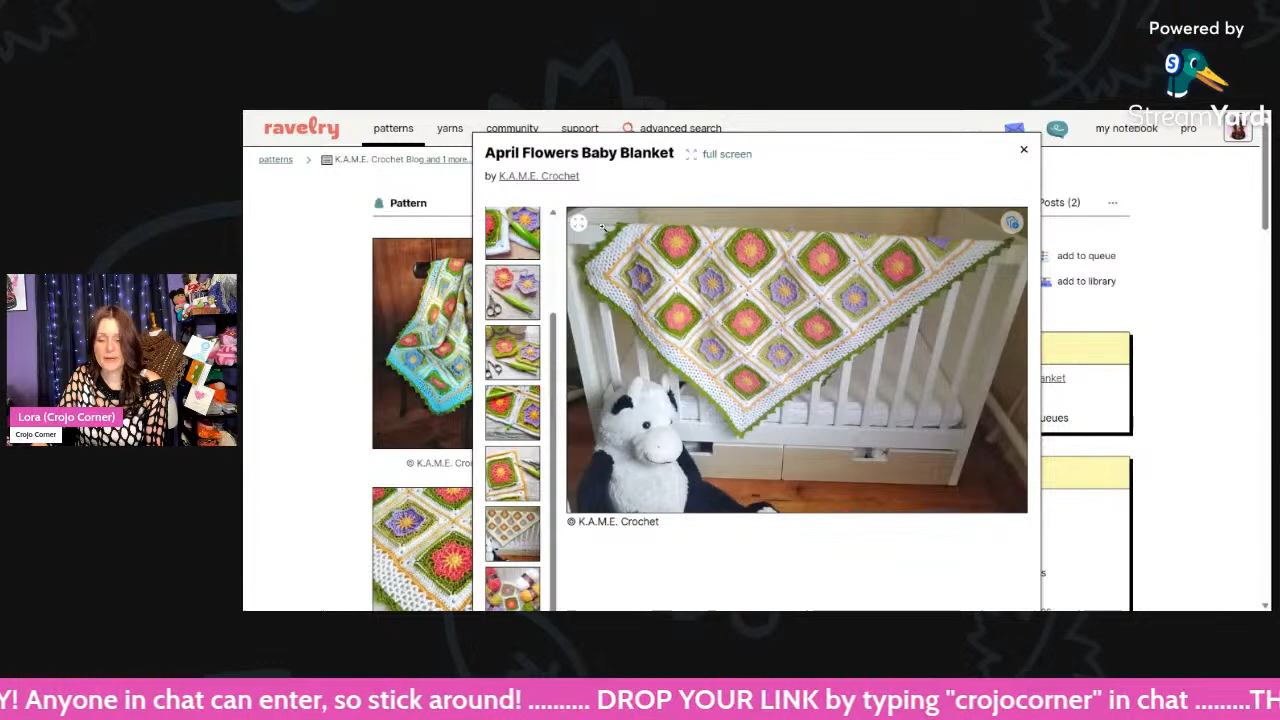 Powered by
StreamYard
ravelry
patterns
yarns
community
support
advanced search
my notebook
pro
patterns
K.A.M.E. Crochet Blog and 1 more...
April Flowers Baby Blanket
full screen
by K.A.M.E. Crochet
Pattern
Posts (2)
add to queue
add to library
anket
ueues
© K.A.M.E. Cro
© K.A.M.E. Crochet
Lora (Crojo Corner)
Crojo Corner
Y! Anyone in chat can enter, so stick around! .......... DROP YOUR LINK by typing "crojocorner" in chat .........TH